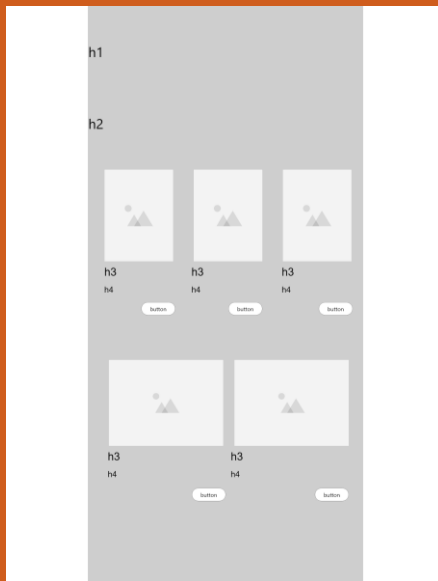 h1
h2
h3 h3 h3
h4 h4 h4
button button button
h3 h3
h4 h4
button button